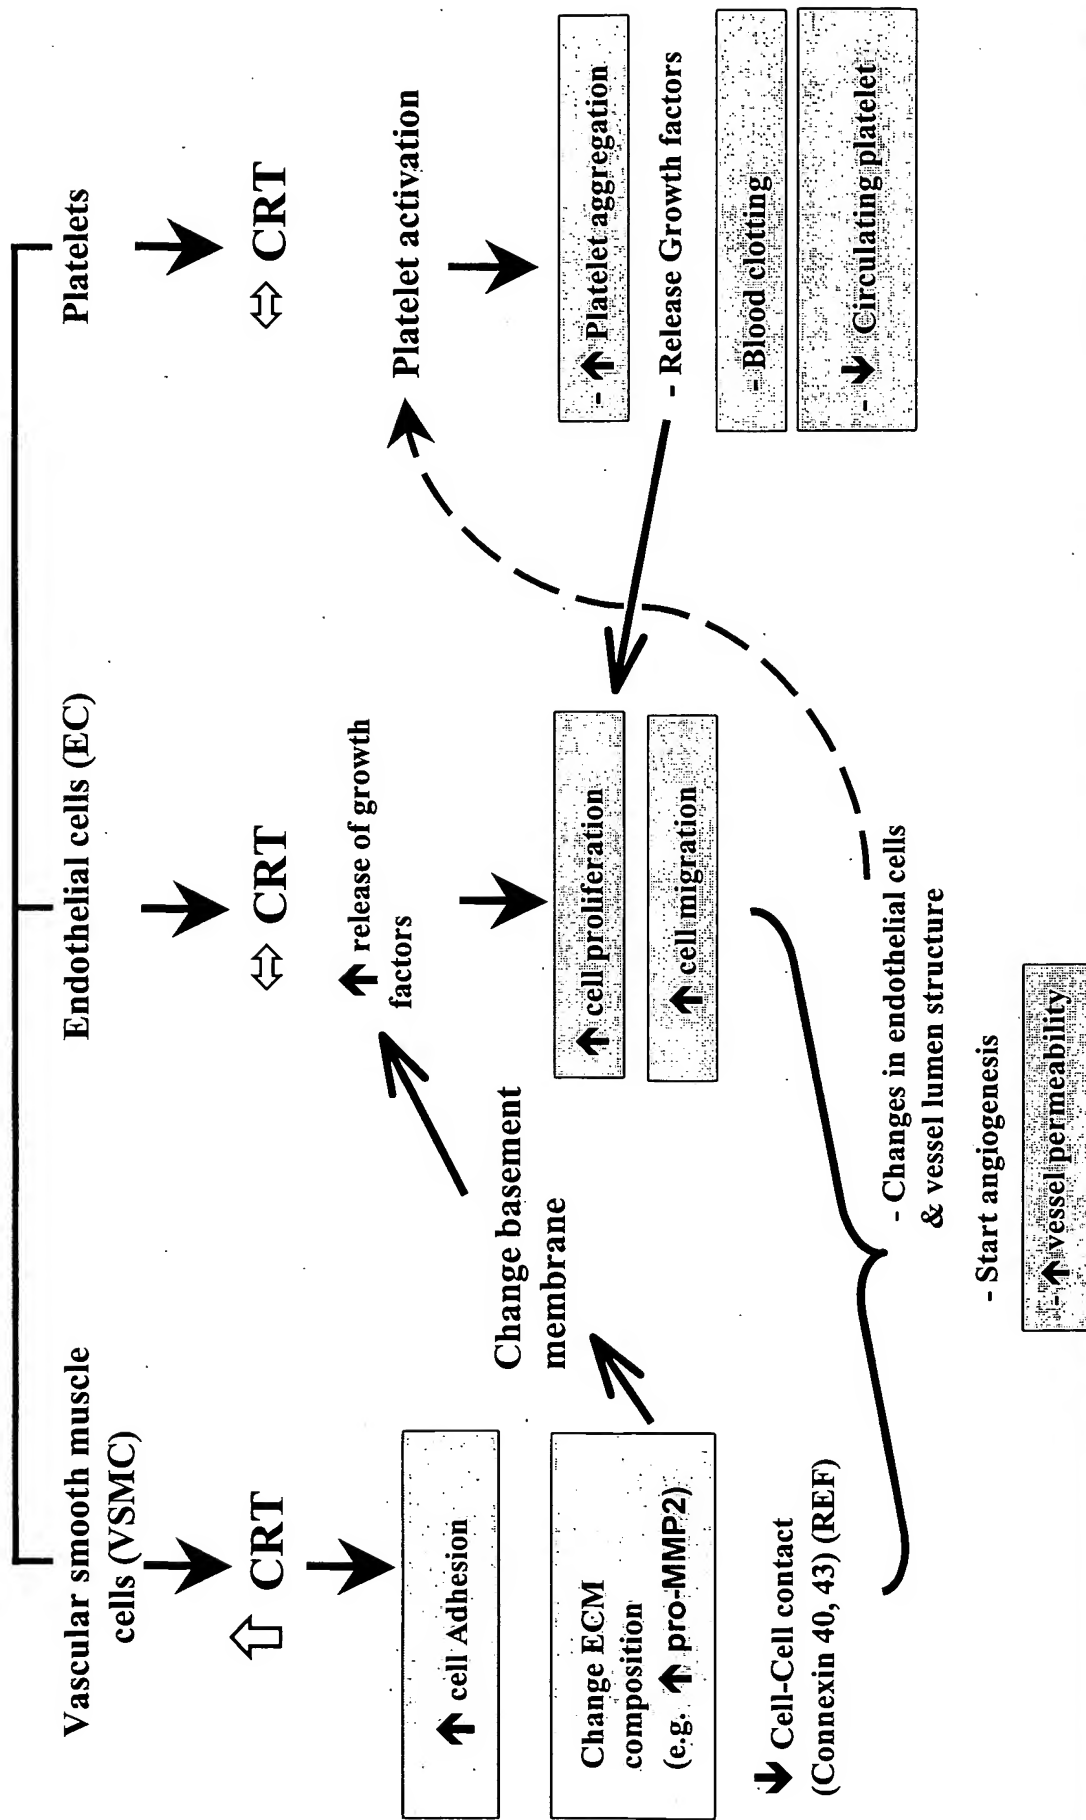 Vascular smooth muscle
cells (VSMC)
⇧ CRT
⬆ cell Adhesion
Change ECM
composition
(e.g. ⬆ pro-MMP2)
⬇ Cell-Cell contact
(Connexin 40, 43) (REF)
Change basement
membrane
Endothelial cells (EC)
⇔ CRT
⬆ release of growth
factors
⬆ cell proliferation
⬆ cell migration
- Changes in endothelial cells
& vessel lumen structure
- Start angiogenesis
- ⬆ vessel permeability
Platelets
⇔ CRT
Platelet activation
- ⬆ Platelet aggregation
- Release Growth factors
- Blood clotting
- ⬇ Circulating platelet